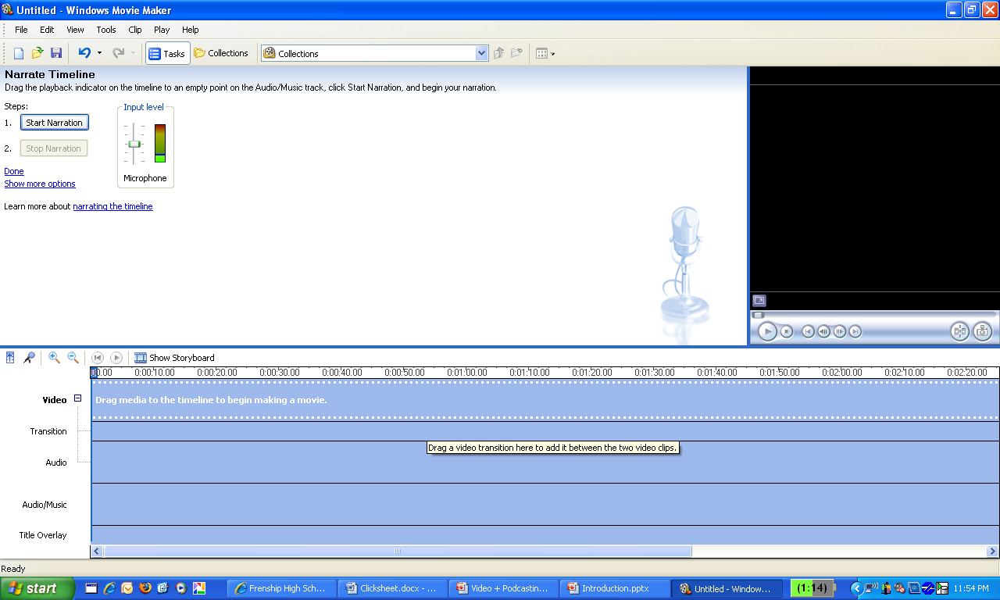 Untitled - Windows Movie Maker
File Edit View Tools Clip Play Help
Tasks Collections Collections
Narrate Timeline
Drag the playback indicator on the timeline to an empty point on the Audio/Music track, click Start Narration, and begin your narration.
Steps:
Input level
1. Start Narration
2. Stop Narration
Done
Microphone
Show more options
Learn more about narrating the timeline
Show Storyboard
00.00 0:00:10.00 0:00:20.00 0:00:30.00 0:00:40.00 0:00:50.00 0:01:00.00 0:01:10.00 0:01:20.00 0:01:30.00 0:01:40.00 0:01:50.00 0:02:00.00 0:02:10.00 0:02:20.00
Video Drag media to the timeline to begin making a movie.
Transition
Drag a video transition here to add it between the two video clips.
Audio
Audio/Music
Title Overlay
Ready
start Frenship High Sch... Clicksheet.docx - ... Video + Podcasting... Introduction.pptx Untitled - Window... (1:14) 11:54 PM